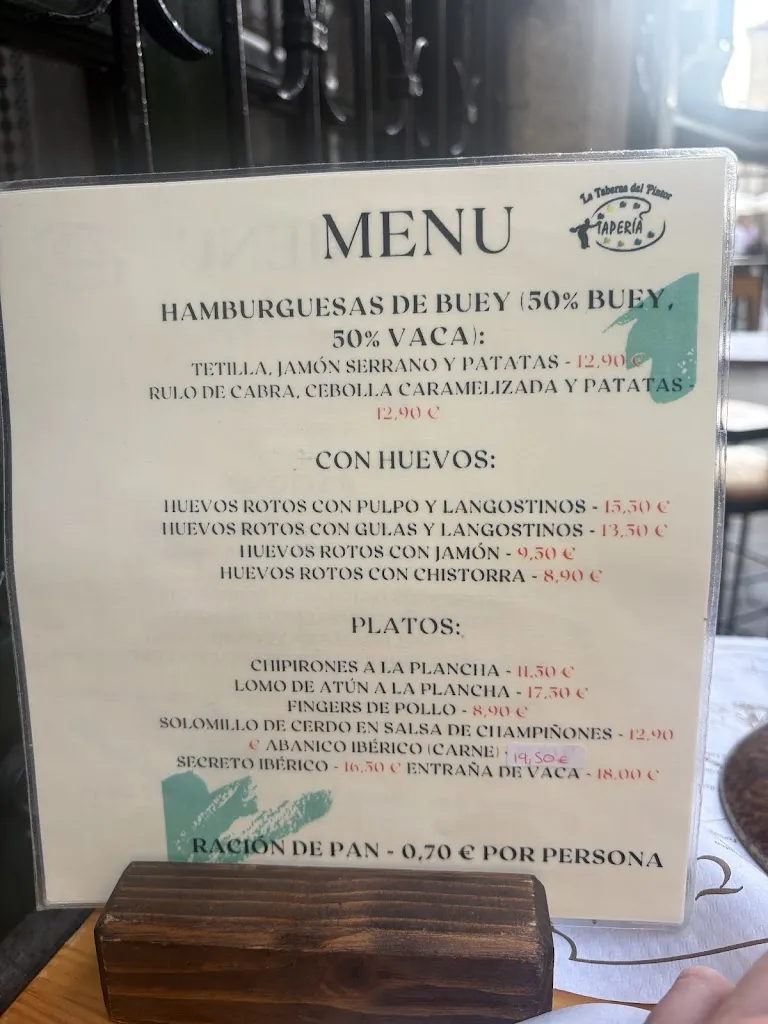 La Taberna del Pintor
TAPERÍA
MENU
HAMBURGUESAS DE BUEY (50% BUEY,
50% VACA):
TETILLA, JAMÓN SERRANO Y PATATAS - 12,90 €
RULO DE CABRA, CEBOLLA CARAMELIZADA Y PATATAS -
12,90 €
CON HUEVOS:
HUEVOS ROTOS CON PULPO Y LANGOSTINOS - 15,50 €
HUEVOS ROTOS CON GULAS Y LANGOSTINOS - 13,50 €
HUEVOS ROTOS CON JAMÓN - 9,50 €
HUEVOS ROTOS CON CHISTORRA - 8,90 €
PLATOS:
CHIPIRONES A LA PLANCHA - 11,50 €
LOMO DE ATÚN A LA PLANCHA - 17,50 €
FINGERS DE POLLO - 8,90 €
SOLOMILLO DE CERDO EN SALSA DE CHAMPIÑONES - 12,90
€ ABANICO IBÉRICO (CARNE) - 19,50€
SECRETO IBÉRICO - 16,50 € ENTRAÑA DE VACA - 18,00 €
RACIÓN DE PAN - 0,70 € POR PERSONA